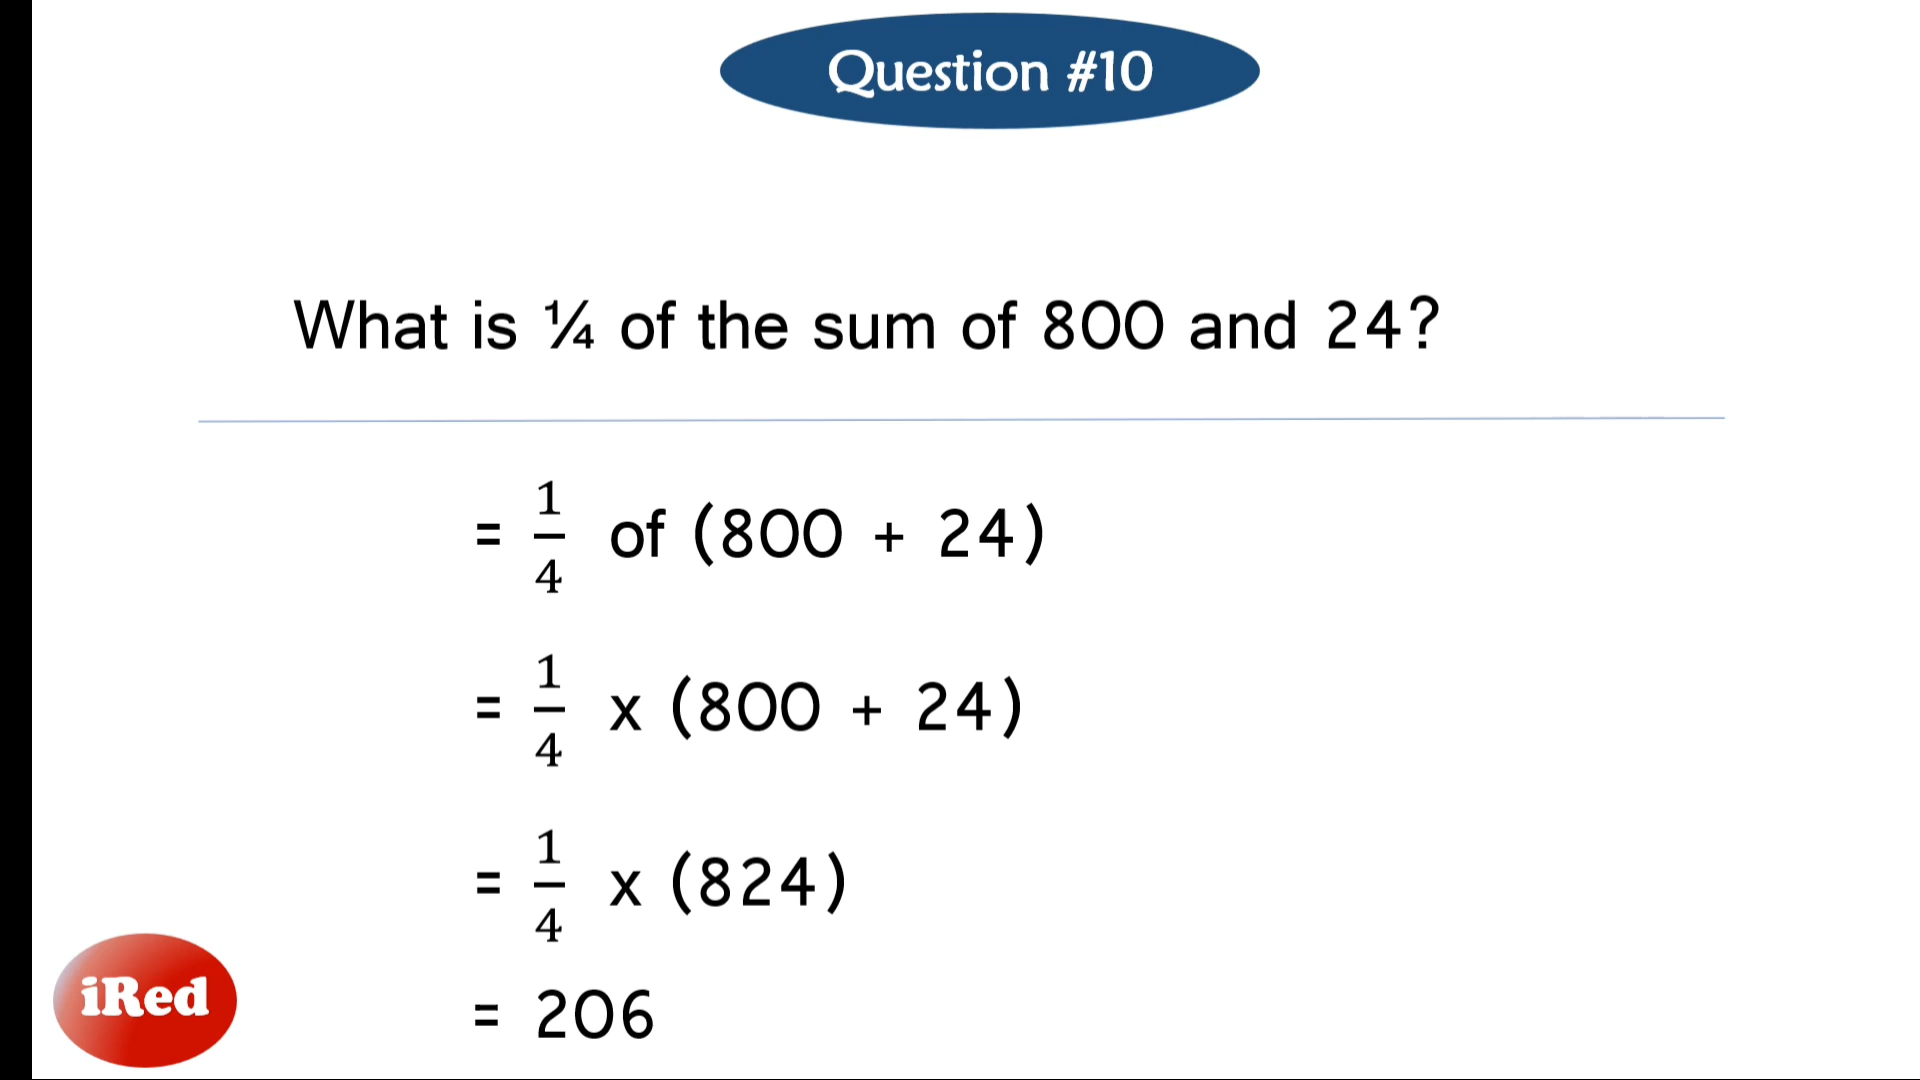 Question #10
What is ¼ of the sum of 800 and 24?
= 1/4 of (800 + 24)
= 1/4 x (800 + 24)
= 1/4 x (824)
= 206
iRed